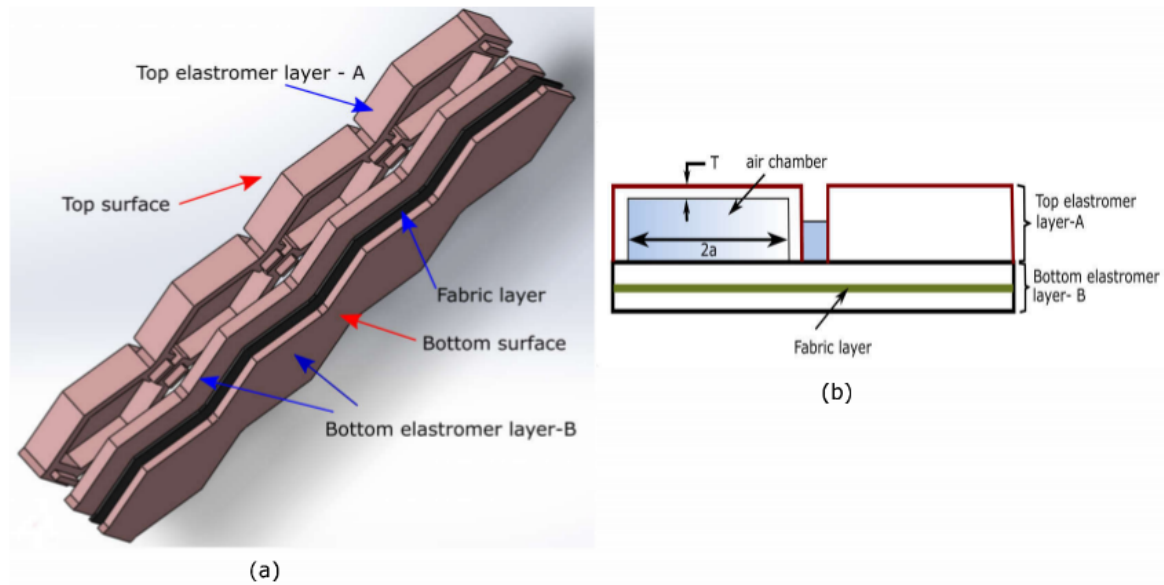 Top elastromer layer - A
Top surface
Fabric layer
Bottom surface
Bottom elastromer layer-B
(a)
T
air chamber
2a
Top elastromer
layer-A
Bottom elastromer
layer- B
Fabric layer
(b)